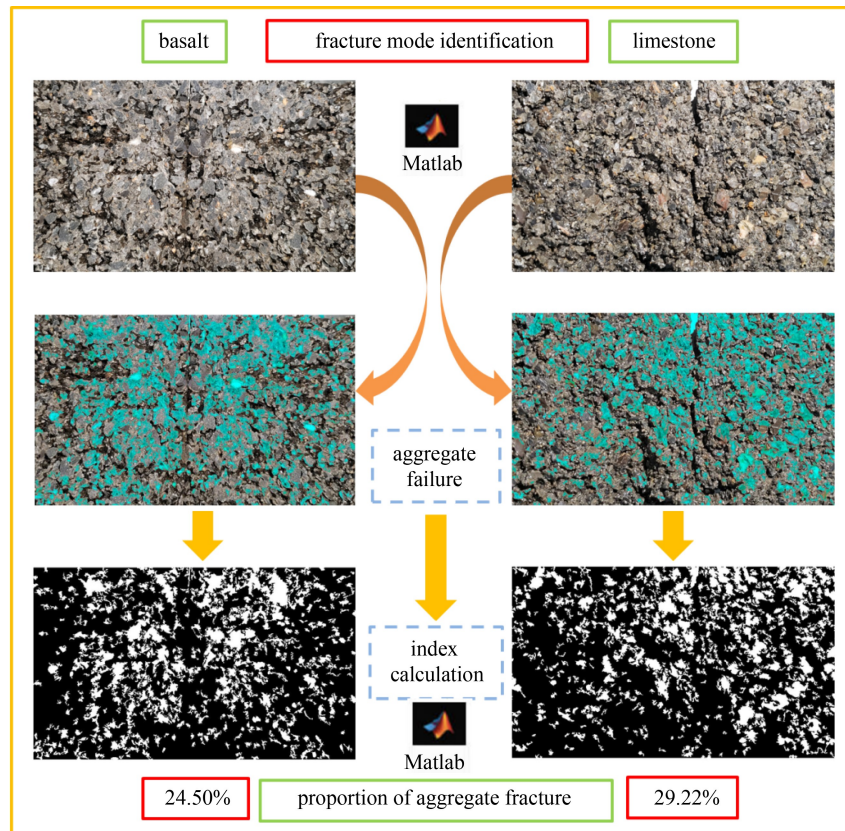 basalt
fracture mode identification
limestone
Matlab
aggregate
failure
index
calculation
Matlab
24.50%
proportion of aggregate fracture
29.22%